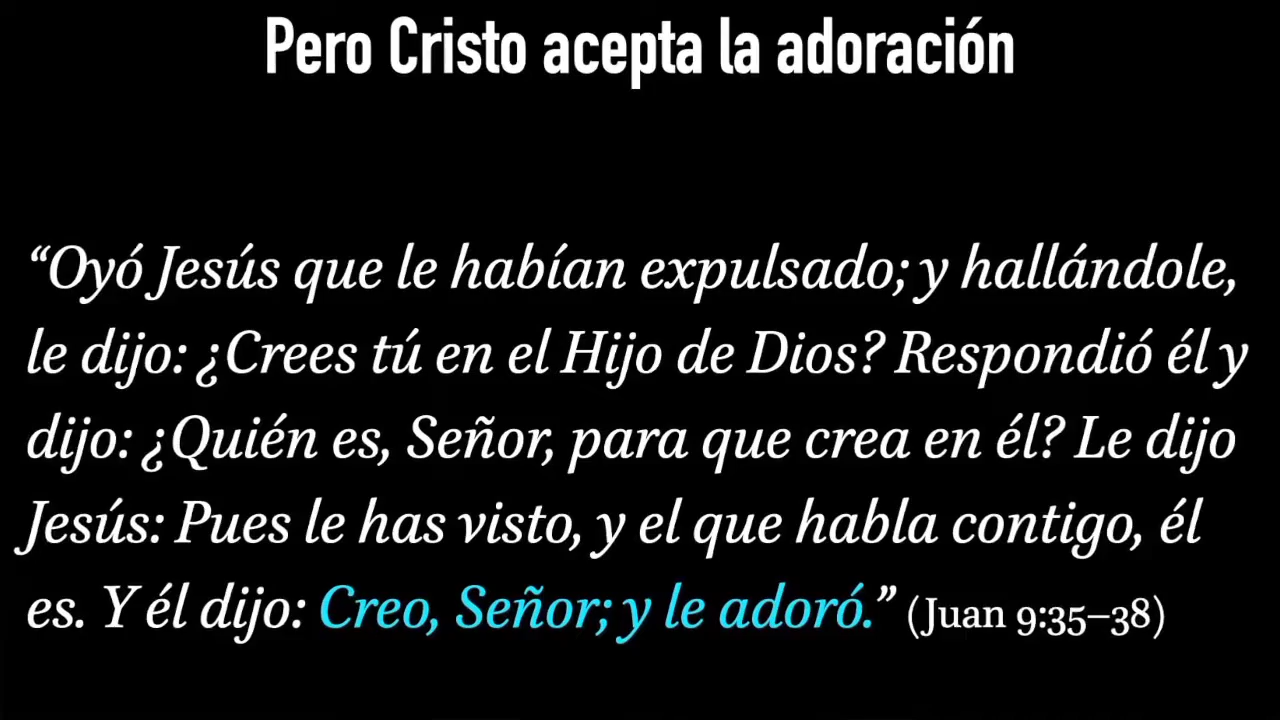 Pero Cristo acepta la adoración
“Oyó Jesús que le habían expulsado; y hallándole,
le dijo: ¿Crees tú en el Hijo de Dios? Respondió él y
dijo: ¿Quién es, Señor, para que crea en él? Le dijo
Jesús: Pues le has visto, y el que habla contigo, él
es. Y él dijo: Creo, Señor; y le adoró.” (Juan 9:35–38)